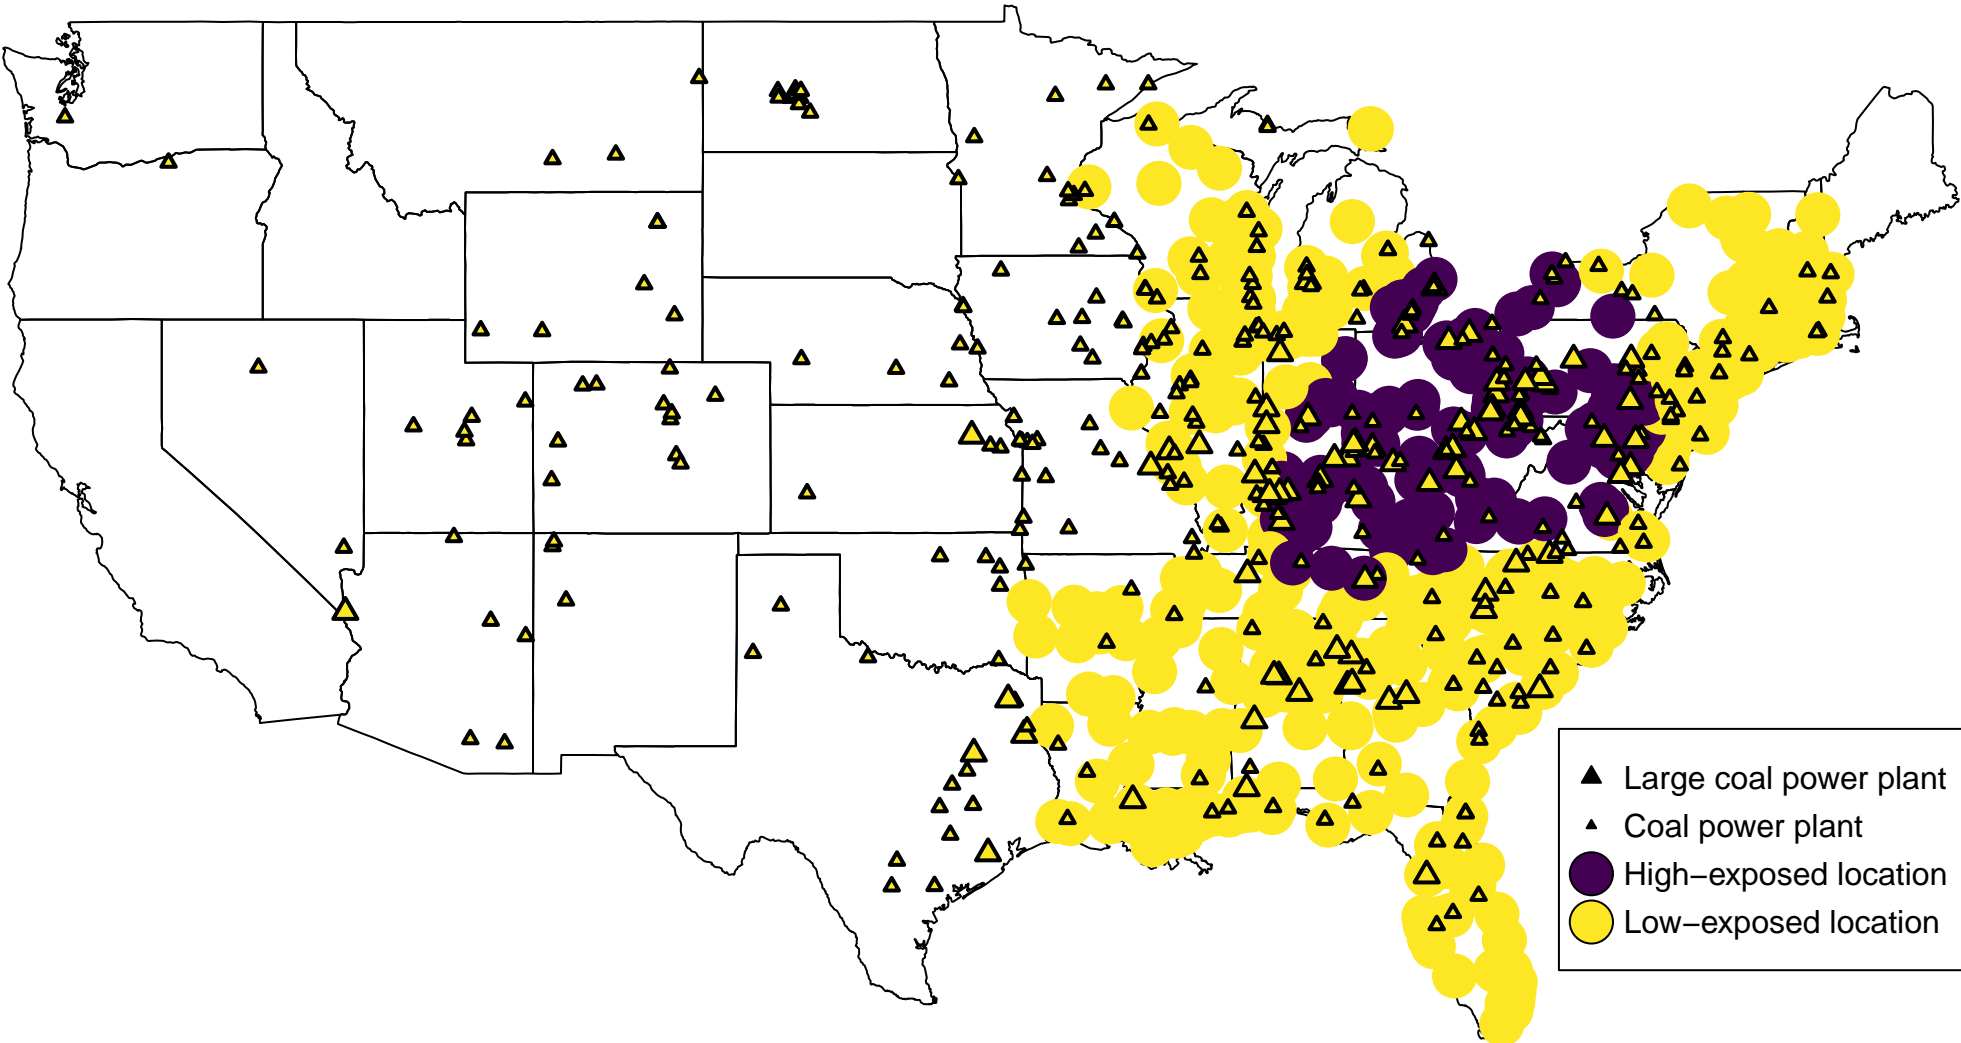 Large coal power plant
Coal power plant
High−exposed location
Low−exposed location